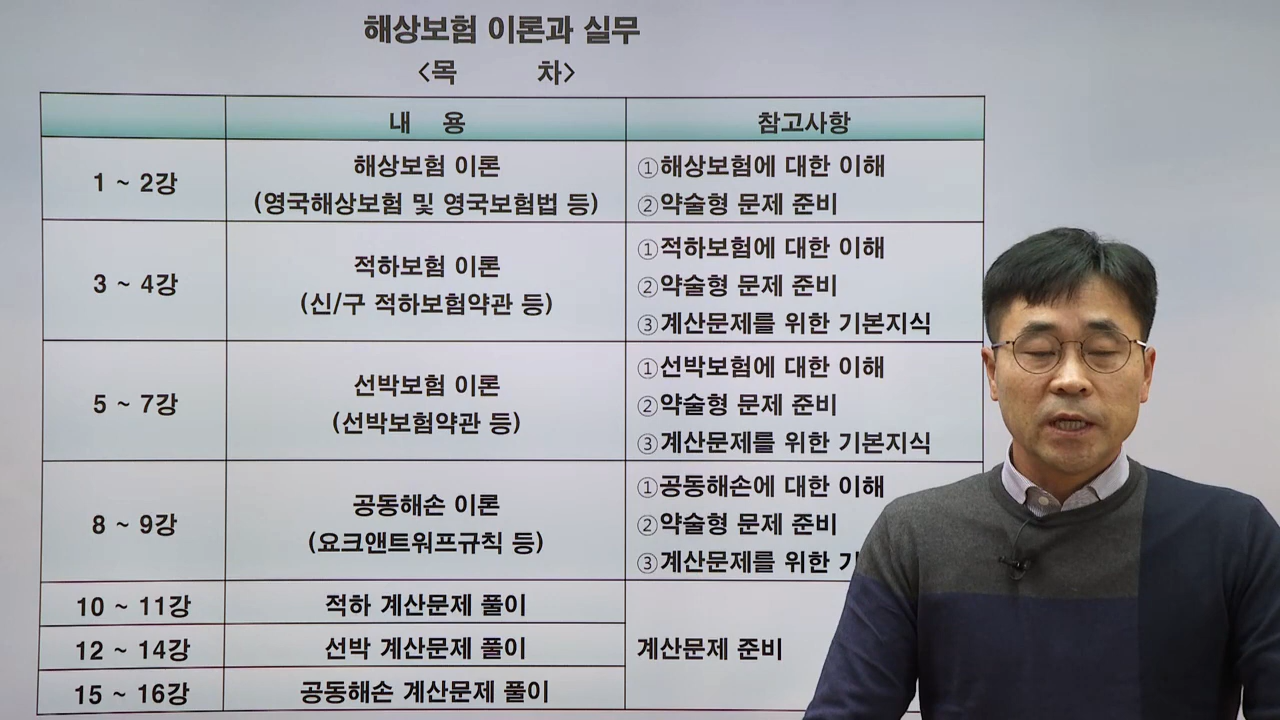 해상보험 이론과 실무
<목 차>
내 용
참고사항
1 ~ 2강
해상보험 이론
(영국해상보험 및 영국보험법 등)
①해상보험에 대한 이해
②약술형 문제 준비
3 ~ 4강
적하보험 이론
(신/구 적하보험약관 등)
①적하보험에 대한 이해
②약술형 문제 준비
③계산문제를 위한 기본지식
5 ~ 7강
선박보험 이론
(선박보험약관 등)
①선박보험에 대한 이해
②약술형 문제 준비
③계산문제를 위한 기본지식
8 ~ 9강
공동해손 이론
(요크앤트워프규칙 등)
①공동해손에 대한 이해
②약술형 문제 준비
③계산문제를 위한
10 ~ 11강
적하 계산문제 풀이
12 ~ 14강
선박 계산문제 풀이
15 ~ 16강
공동해손 계산문제 풀이
계산문제 준비